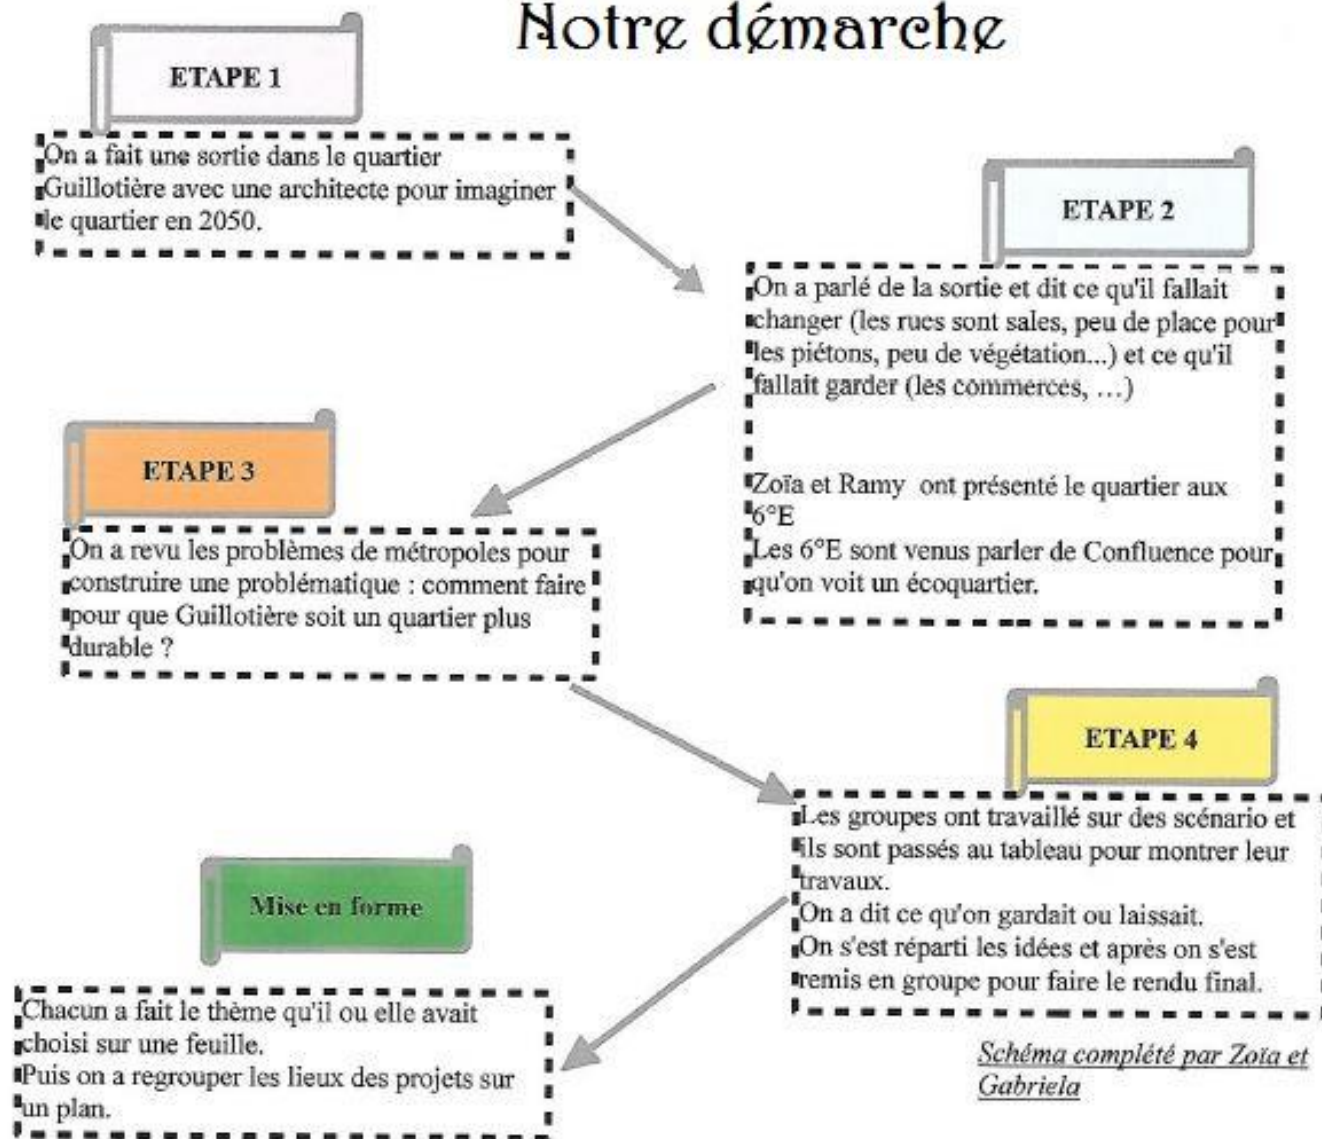 Notre démarche
ETAPE 1
On a fait une sortie dans le quartier
Guillotière avec une architecte pour imaginer
le quartier en 2050.
ETAPE 2
On a parlé de la sortie et dit ce qu'il fallait
changer (les rues sont sales, peu de place pour
les piétons, peu de végétation...) et ce qu'il
fallait garder (les commerces, …)
Zoïa et Ramy ont présenté le quartier aux
6°E
Les 6°E sont venus parler de Confluence pour
qu'on voit un écoquartier.
ETAPE 3
On a revu les problèmes de métropoles pour
construire une problématique : comment faire
pour que Guillotière soit un quartier plus
durable ?
ETAPE 4
Les groupes ont travaillé sur des scénario et
ils sont passés au tableau pour montrer leur
travaux.
On a dit ce qu'on gardait ou laissait.
On s'est réparti les idées et après on s'est
remis en groupe pour faire le rendu final.
Mise en forme
Chacun a fait le thème qu'il ou elle avait
choisi sur une feuille.
Puis on a regrouper les lieux des projets sur
un plan.
Schéma complété par Zoïa et
Gabriela